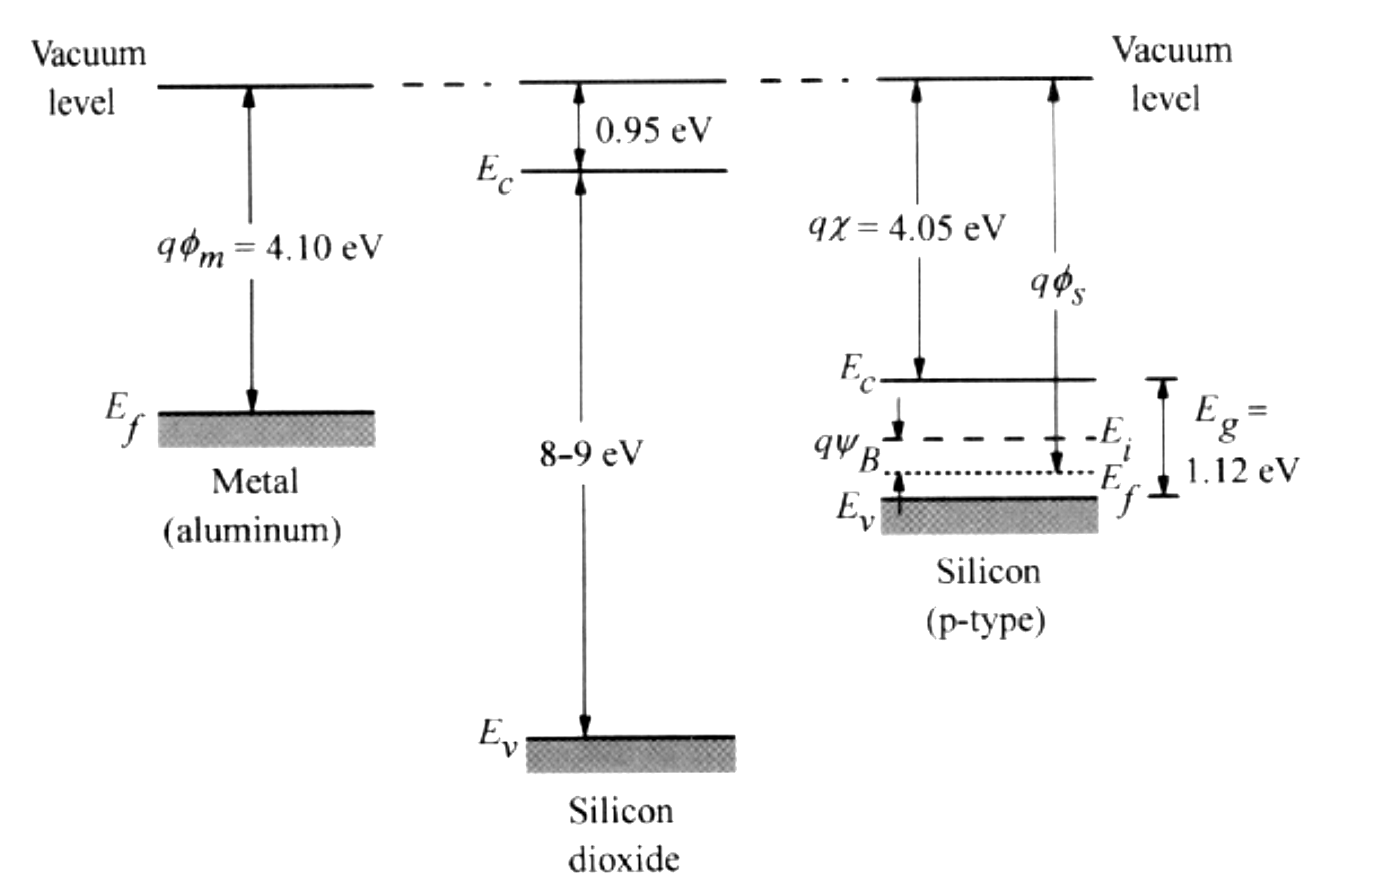 Vacuum
level
Vacuum
level
0.95 eV
E_c
qχ = 4.05 eV
qϕ_m = 4.10 eV
qϕ_s
E_c
E_f
E_g =
1.12 eV
E_i
qψ_B
8–9 eV
E_f
E_v
Metal
(aluminum)
Silicon
(p-type)
E_v
Silicon
dioxide